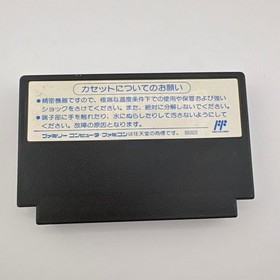 カセットについてのお願い
●精密機器ですので、極端な温度条件下での使用や保管および強い
ショックをさけてください。また、絶対に分解しないでください。
●端子部に手を触れたり、水にぬらしたりして汚さないようにして
ください。故障の原因となります。
ファミリーコンピュータ・ファミコンは任天堂の商標です。
FF